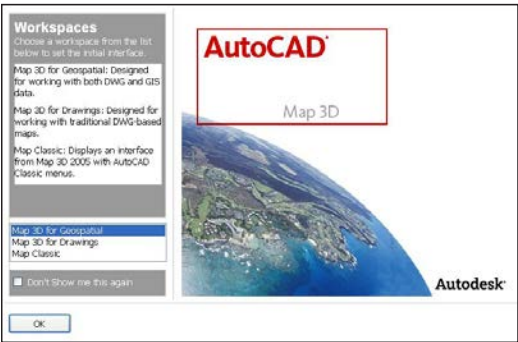 Workspaces
Choose a workspace from the list
below to set the initial interface.
Map 3D for Geospatial: Designed
for working with both DWG and GIS
data.
Map 3D for Drawings: Designed for
working with traditional DWG-based
maps.
Map Classic: Displays an interface
from Map 3D 2005 with AutoCAD
Classic menus.
Map 3D for Geospatial
Map 3D for Drawings
Map Classic
Don't Show me this again
OK
AutoCAD
Map 3D
Autodesk